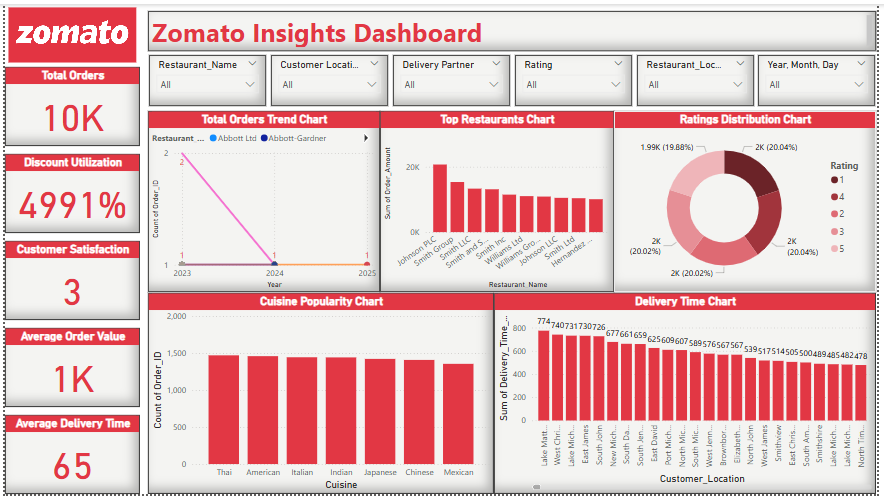 zomato
Zomato Insights Dashboard
Restaurant_Name
All
Customer Locati...
All
Delivery Partner
All
Rating
All
Restaurant_Loc...
All
Year, Month, Day
All
Total Orders
10K
Discount Utilization
4991%
Customer Satisfaction
3
Average Order Value
1K
Average Delivery Time
65
Total Orders Trend Chart
Restaurant_... Abbott Ltd Abbott-Gardner
Count of Order_ID
2
2
1
1
1
1
2023 2024 2025
Year
Top Restaurants Chart
Sum of Order_Amount
20K
0K
Johnson PLC
Smith Group
Smith LLC
Smith and S...
Smith Inc
Williams Ltd
Williams Gro...
Johnson LLC
Smith Ltd
Hernandez ...
Restaurant_Name
Ratings Distribution Chart
1.99K (19.88%)
2K (20.04%)
2K
(20.04%)
2K (20.02%)
2K
(20.02%)
Rating
1
4
2
3
5
Cuisine Popularity Chart
Count of Order_ID
2,000
1,500
1,000
500
0
Thai American Italian Indian Japanese Chinese Mexican
Cuisine
Delivery Time Chart
Sum of Delivery_Time_...
800
600
400
200
0
774 740 731 730 726 677 661 659 625 609 607 589 576 567 567 539 517 514 505 500 489 485 482 478
Lake Matt...
West Chri...
Lake Mich...
East James
South John
New Mich...
South Da...
South Jen...
East David
Port Mich...
North Mic...
South Mic...
West Jenn...
Brownbor...
Elizabeth...
North John
West James
Smithview
East Chris...
South Am...
Smithshire
Lake Mich...
Lake Mich...
North Tim...
Customer_Location